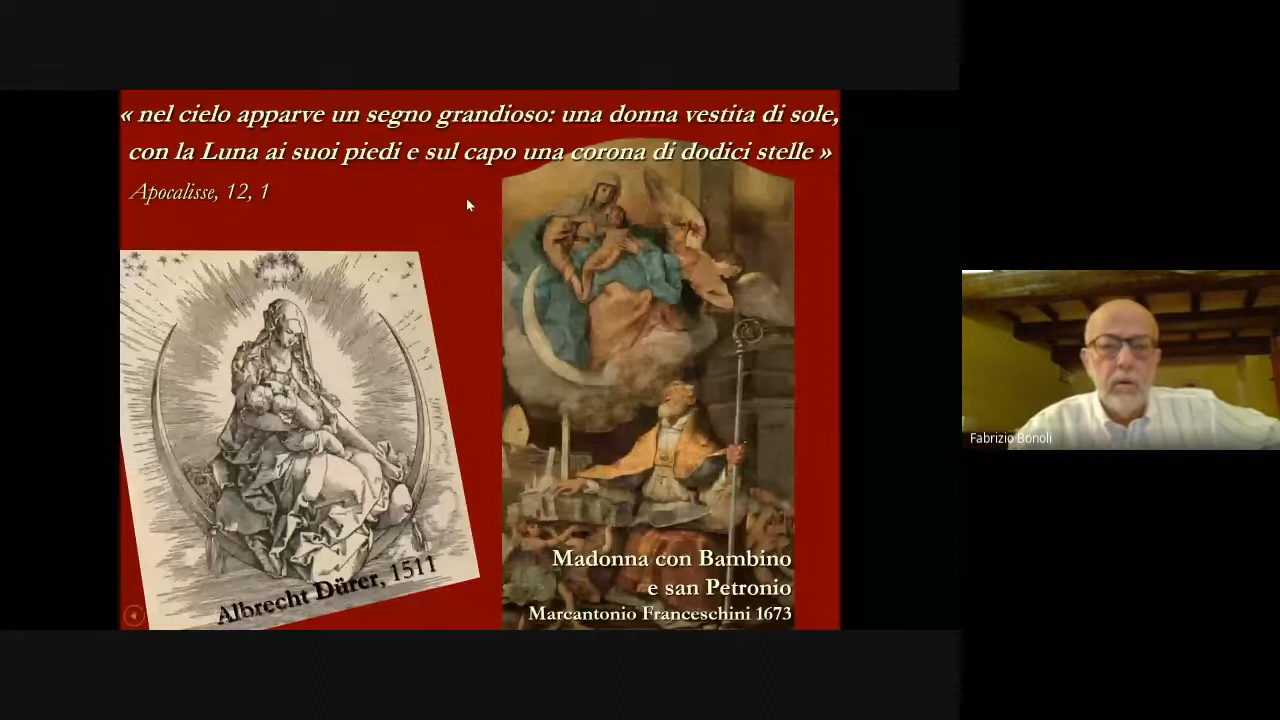 « nel cielo apparve un segno grandioso: una donna vestita di sole,
con la Luna ai suoi piedi e sul capo una corona di dodici stelle »
Apocalisse, 12, 1
Albrecht Dürer, 1511
Madonna con Bambino
e san Petronio
Marcantonio Franceschini 1673
Fabrizio Bonoli